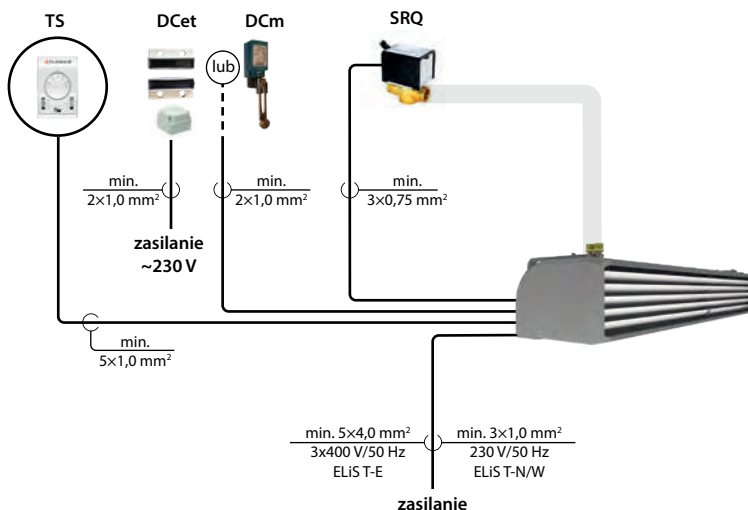 TS
DCet
DCm
SRQ
lub
min.
2×1,0 mm²
min.
2×1,0 mm²
min.
3×0,75 mm²
zasilanie
~230 V
min.
5×1,0 mm²
min. 5×4,0 mm²
3x400 V/50 Hz
ELiS T-E
min. 3×1,0 mm²
230 V/50 Hz
ELiS T-N/W
zasilanie